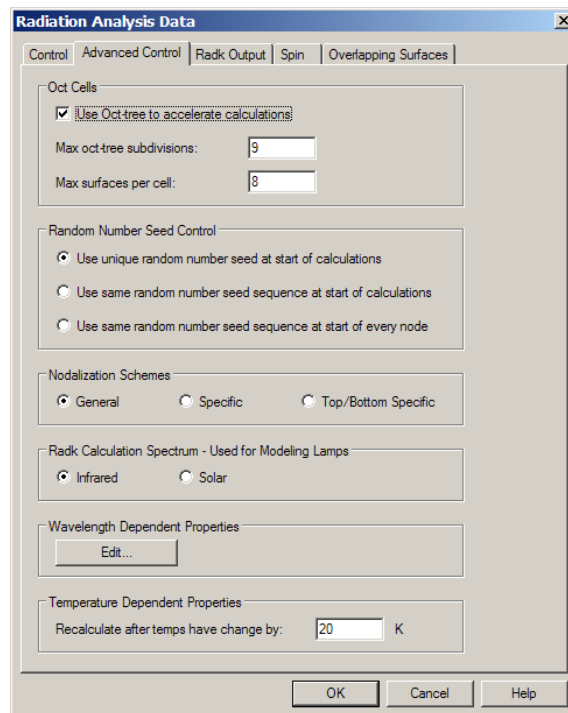 Radiation Analysis Data
Control Advanced Control Radk Output Spin Overlapping Surfaces
Oct Cells
Use Oct-tree to accelerate calculations
Max oct-tree subdivisions: 9
Max surfaces per cell: 8
Random Number Seed Control
Use unique random number seed at start of calculations
Use same random number seed sequence at start of calculations
Use same random number seed sequence at start of every node
Nodalization Schemes
General Specific Top/Bottom Specific
Radk Calculation Spectrum - Used for Modeling Lamps
Infrared Solar
Wavelength Dependent Properties
Edit...
Temperature Dependent Properties
Recalculate after temps have change by: 20 K
OK Cancel Help